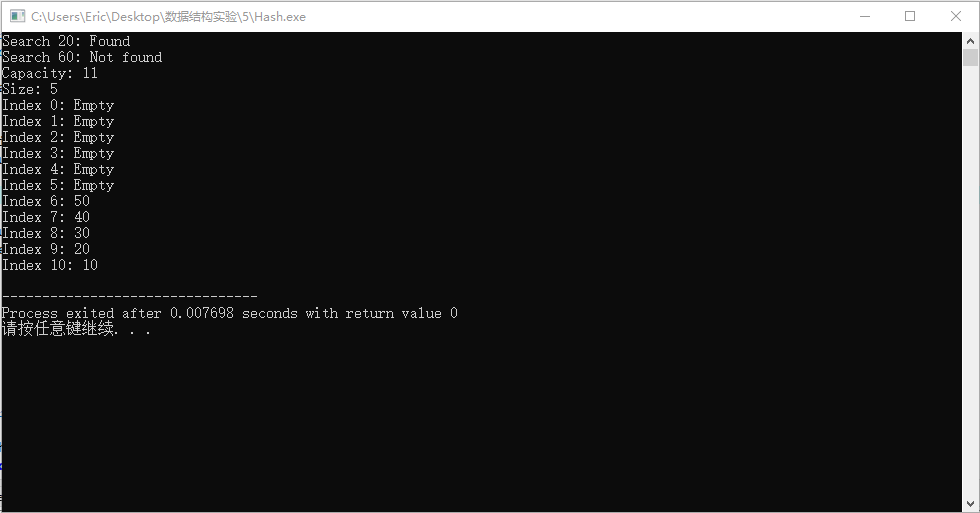 C:\Users\Eric\Desktop\数据结构实验\5\Hash.exe
Search 20: Found
Search 60: Not found
Capacity: 11
Size: 5
Index 0: Empty
Index 1: Empty
Index 2: Empty
Index 3: Empty
Index 4: Empty
Index 5: Empty
Index 6: 50
Index 7: 40
Index 8: 30
Index 9: 20
Index 10: 10
--------------------------------
Process exited after 0.007698 seconds with return value 0
请按任意键继续. . .